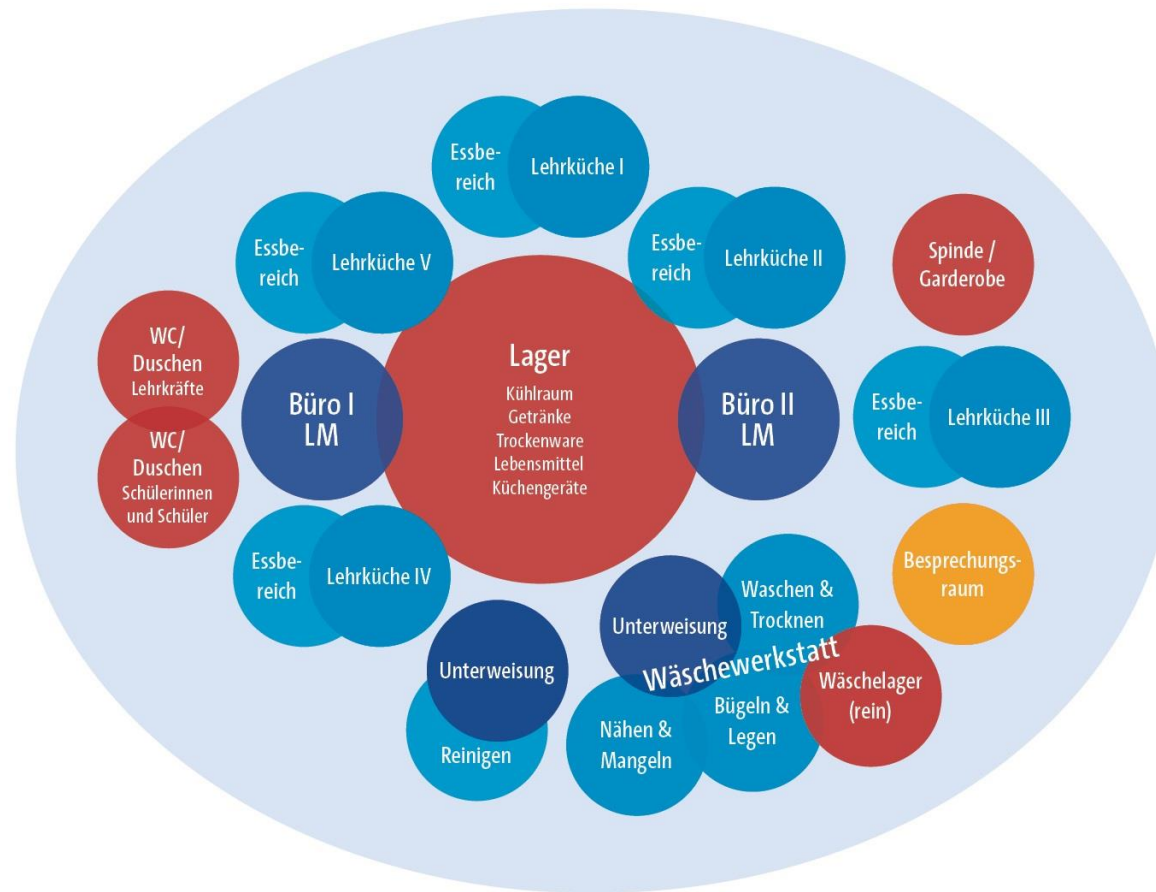 Essbe-
reich
Lehrküche I
Essbe-
reich
Lehrküche V
Essbe-
reich
Lehrküche II
Spinde /
Garderobe
WC/
Duschen
Lehrkräfte
WC/
Duschen
Schülerinnen
und Schüler
Büro I
LM
Lager
Kühlraum
Getränke
Trockenware
Lebensmittel
Küchengeräte
Büro II
LM
Essbe-
reich
Lehrküche III
Essbe-
reich
Lehrküche IV
Besprechungs-
raum
Unterweisung
Reinigen
Unterweisung
Waschen &
Trocknen
Wäschewerkstatt
Nähen &
Mangeln
Bügeln &
Legen
Wäschelager
(rein)